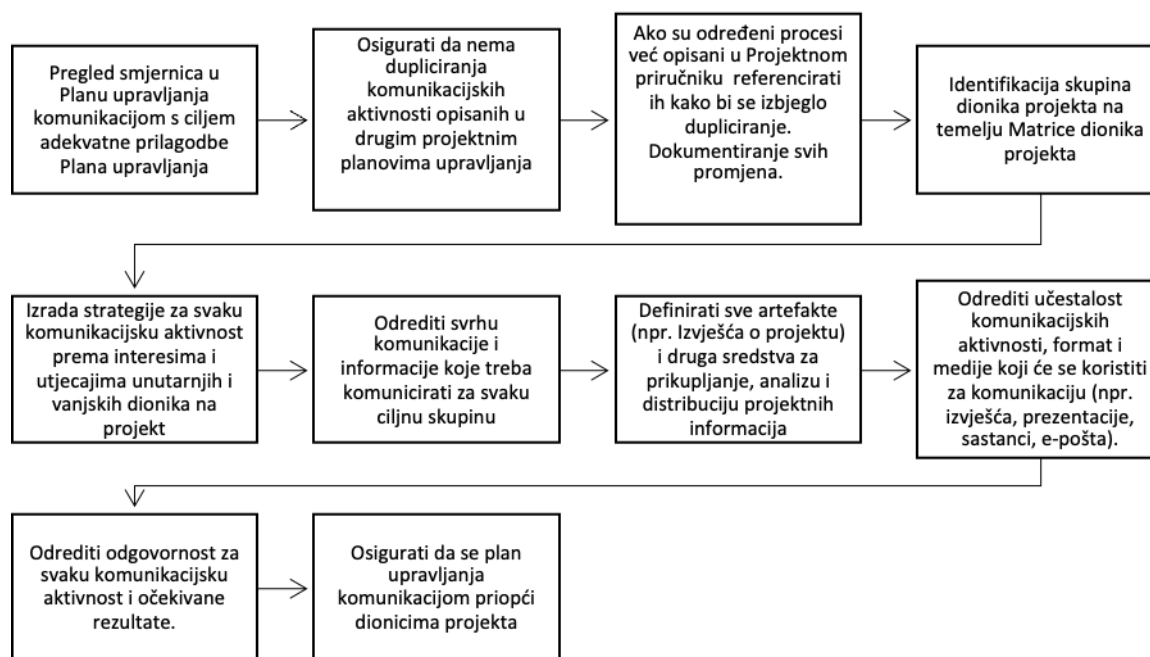 Pregled smjernica u
Planu upravljanja
komunikacijom s ciljem
adekvatne prilagodbe
Plana upravljanja
Osigurati da nema
dupliciranja
komunikacijskih
aktivnosti opisanih u
drugim projektnim
planovima upravljanja
Ako su određeni procesi
već opisani u Projektnom
priručniku referencirati
ih kako bi se izbjeglo
dupliciranje.
Dokumentiranje svih
promjena.
Identifikacija skupina
dionika projekta na
temelju Matrice dionika
projekta
Izrada strategije za svaku
komunikacijsku aktivnost
prema interesima i
utjecajima unutarnjih i
vanjskih dionika na
projekt
Odrediti svrhu
komunikacije i
informacije koje treba
komunicirati za svaku
ciljnu skupinu
Definirati sve artefakte
(npr. Izvješća o projektu)
i druga sredstva za
prikupljanje, analizu i
distribuciju projektnih
informacija
Odrediti učestalost
komunikacijskih
aktivnosti, format i
medije koji će se koristiti
za komunikaciju (npr.
izvješća, prezentacije,
sastanci, e-pošta).
Odrediti odgovornost za
svaku komunikacijsku
aktivnost i očekivane
rezultate.
Osigurati da se plan
upravljanja
komunikacijom priopći
dionicima projekta